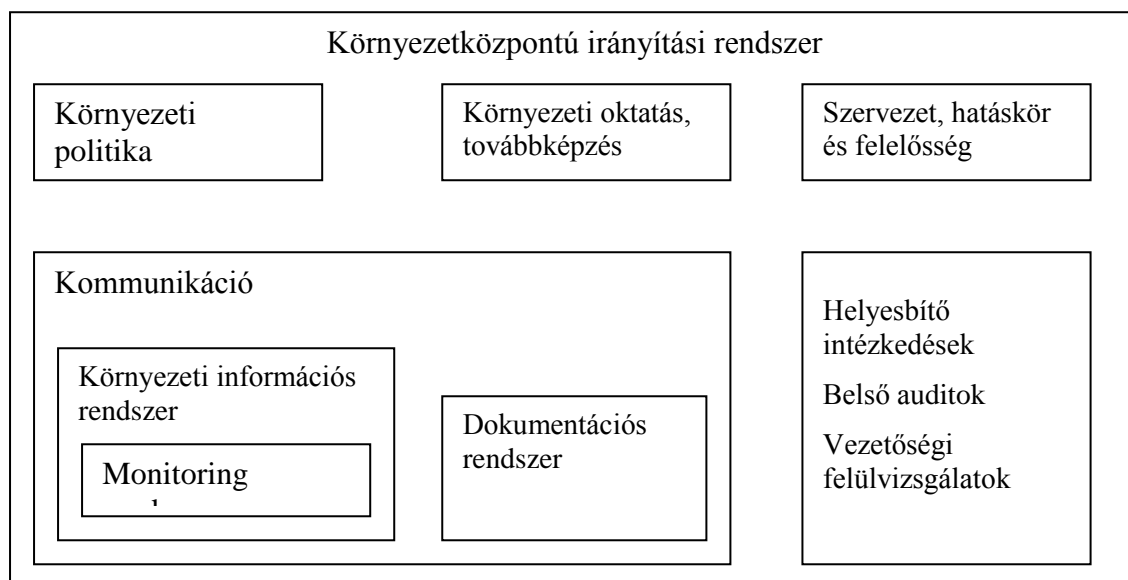 Környezetközpontú irányítási rendszer
Környezeti
politika
Környezeti oktatás,
továbbképzés
Szervezet, hatáskör
és felelősség
Kommunikáció
Környezeti információs
rendszer
Monitoring
Dokumentációs
rendszer
Helyesbítő
intézkedések
Belső auditok
Vezetőségi
felülvizsgálatok